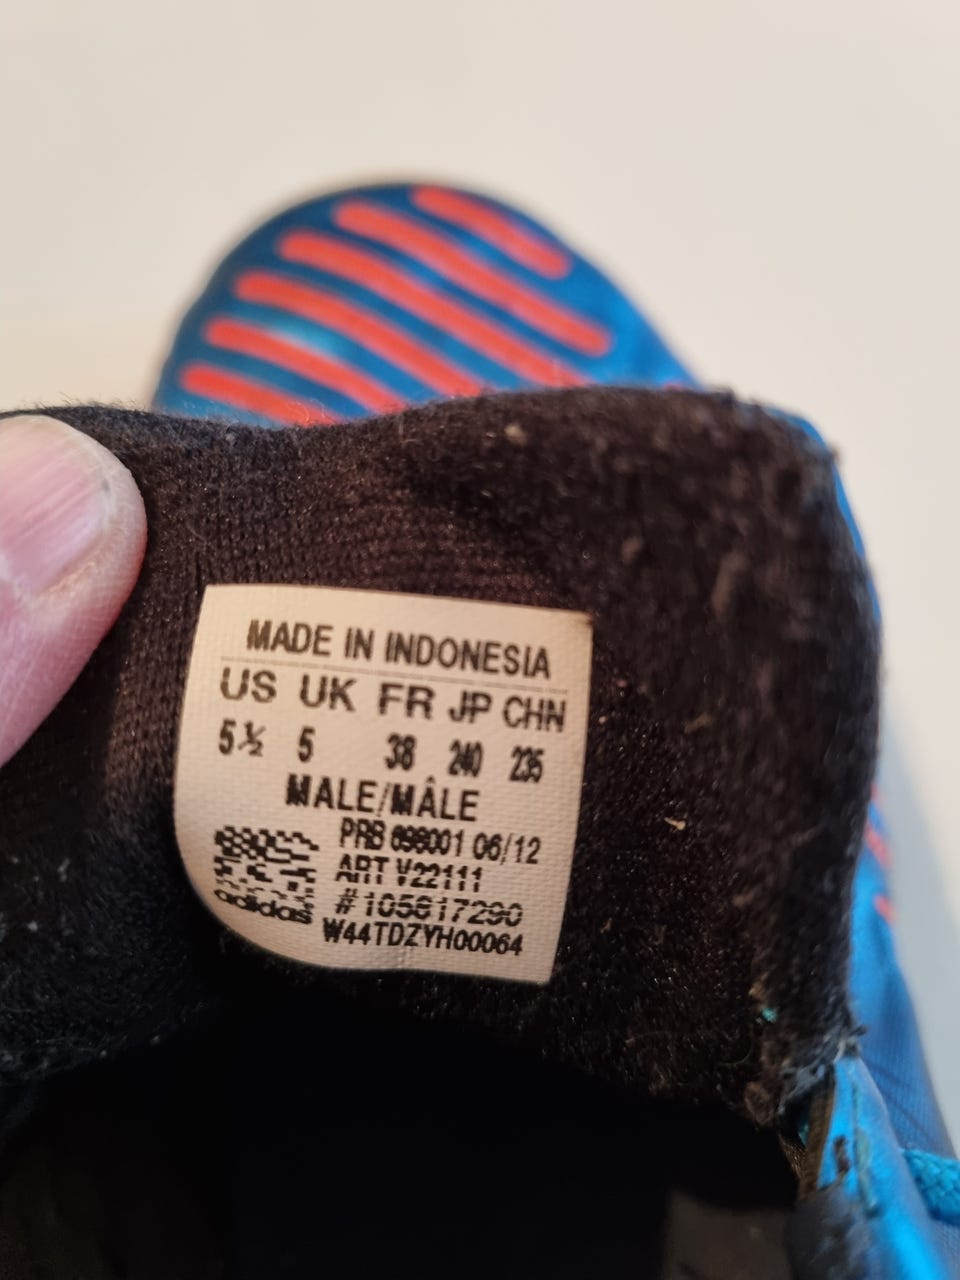 MADE IN INDONESIA
US UK FR JP CHN
5½ 5 38 240 235
MALE/MÂLE
PRB 698001 06/12
ART V22111
#105617290
adidas
W44TDZYH00064